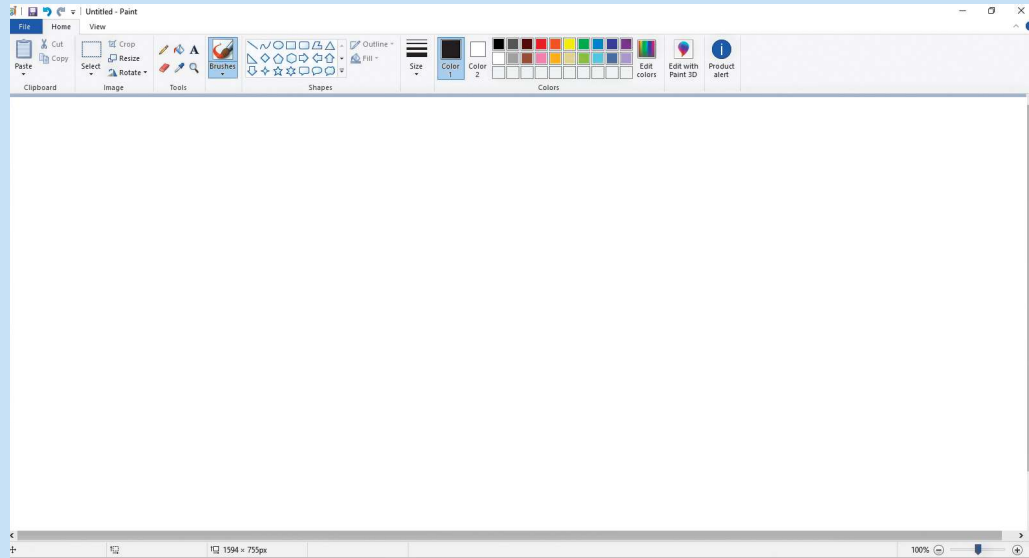 Untitled - Paint
File Home View
Paste
Cut
Copy
Clipboard
Select
Crop
Resize
Rotate
Image
A
Tools
Brushes
Outline
Fill
Shapes
Size
Color 1
Color 2
Edit colors
Colors
Edit with Paint 3D
Product alert
1594 × 755px
100%